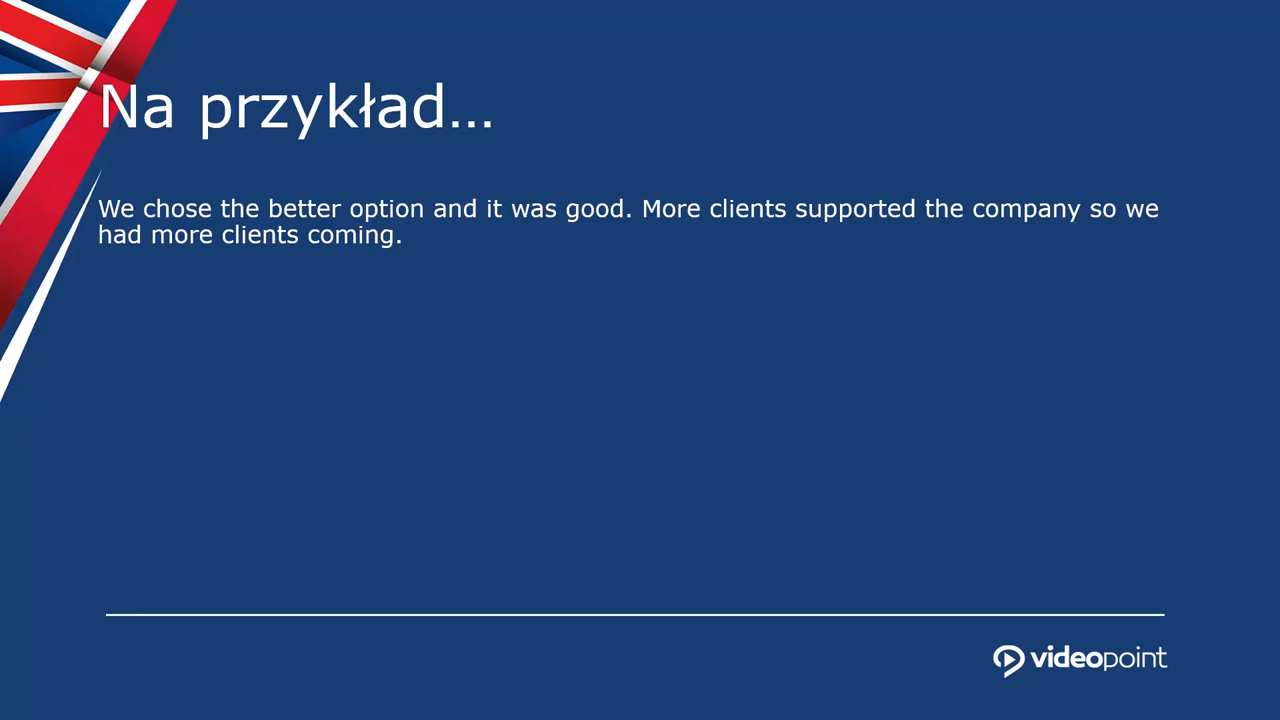 Na przykład...
We chose the better option and it was good. More clients supported the company so we
had more clients coming.
videopoint